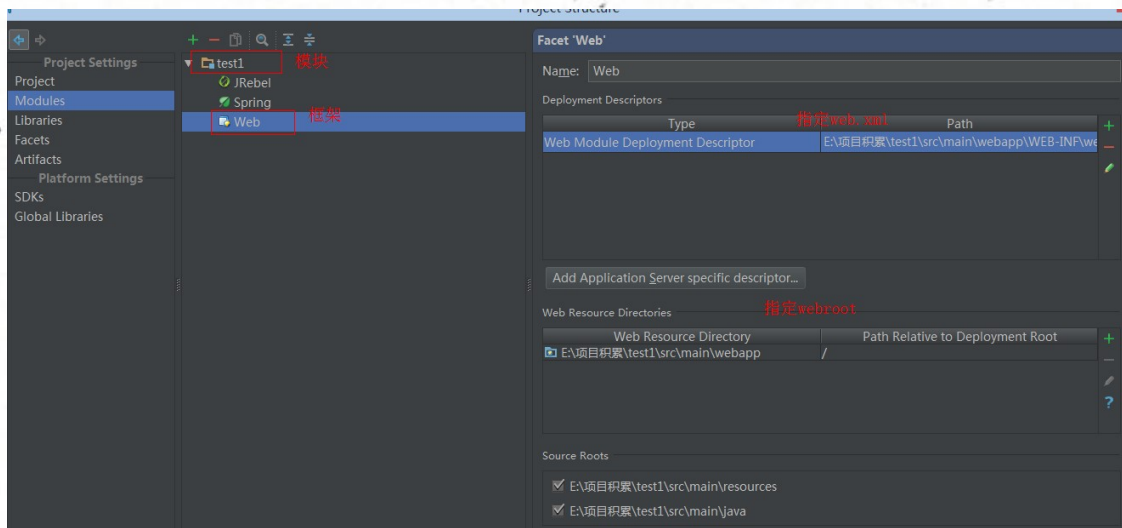 Project Structure
Project Settings
Project
Modules
Libraries
Facets
Artifacts
Platform Settings
SDKs
Global Libraries
test1 模块
JRebel
Spring
Web 框架
Facet 'Web'
Name: Web
Deployment Descriptors
Type 指定web.xml Path
Web Module Deployment Descriptor E:\项目积累\test1\src\main\webapp\WEB-INF\we
Add Application Server specific descriptor...
Web Resource Directories 指定webroot
Web Resource Directory Path Relative to Deployment Root
E:\项目积累\test1\src\main\webapp /
Source Roots
E:\项目积累\test1\src\main\resources
E:\项目积累\test1\src\main\java